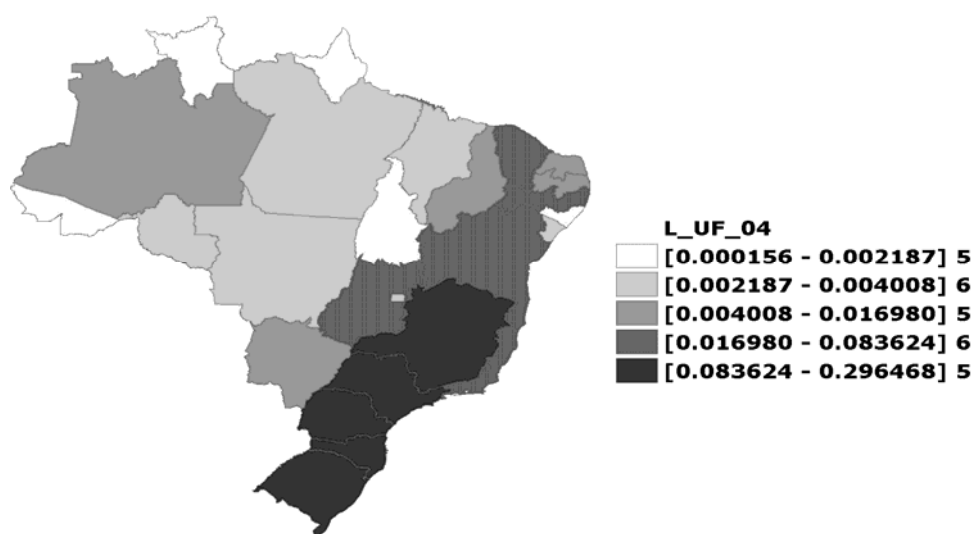 L_UF_04
[0.000156 - 0.002187] 5
[0.002187 - 0.004008] 6
[0.004008 - 0.016980] 5
[0.016980 - 0.083624] 6
[0.083624 - 0.296468] 5